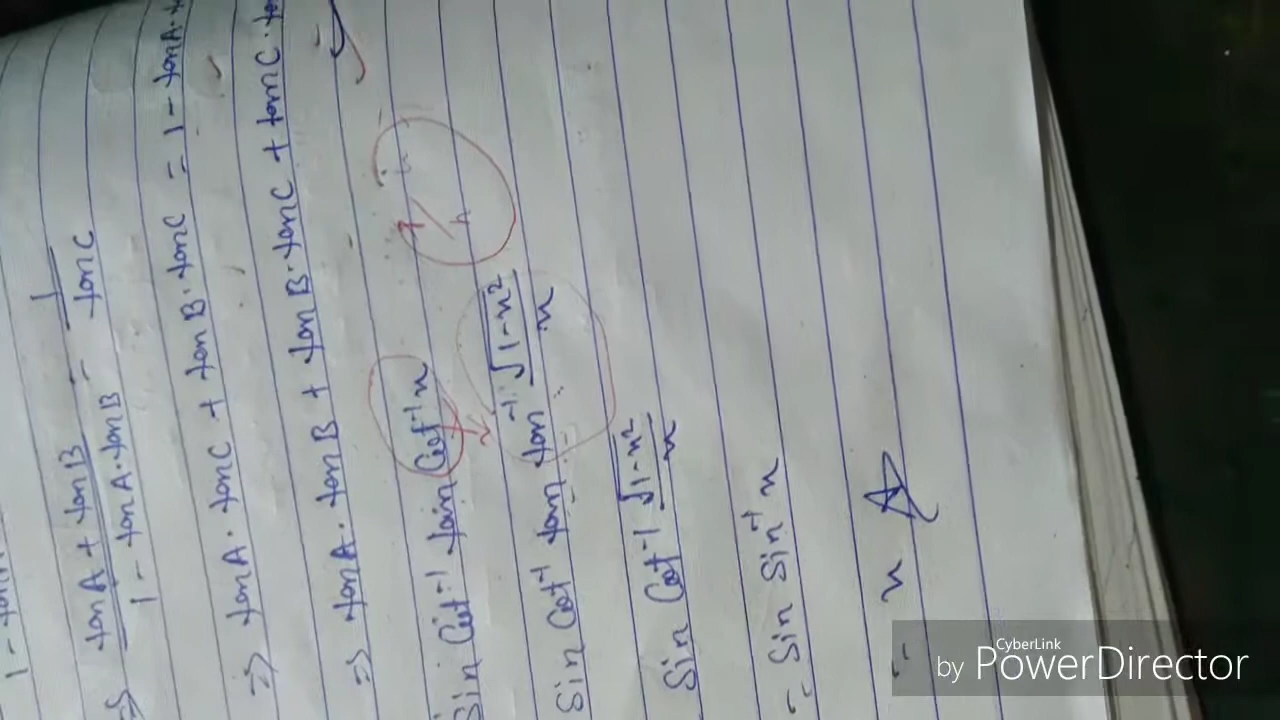 1 - tan
⇒ tanA + tanB / 1 - tanA·tanB = 1 / tanC
⇒ tanA·tanC + tanB·tanC = 1 - tanA·
⇒ tanA·tanB + tanB·tanC + tanC·
Sin Cot⁻¹ tan Cos⁻¹ x
Sin Cot⁻¹ tan tan⁻¹ √1-x² / x
Sin Cot⁻¹ √1-x² / x
= Sin Sin⁻¹ x
= x
CyberLink
by PowerDirector